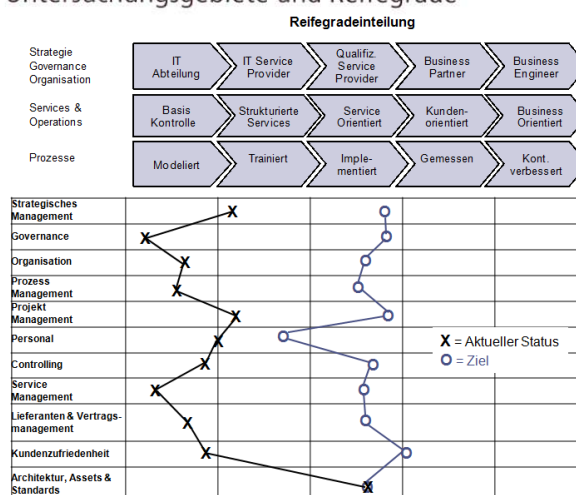 Untersuchungsgebiete und Reifegrade
Reifegradeinteilung
Strategie
Governance
Organisation
IT
Abteilung
IT Service
Provider
Qualifiz.
Service
Provider
Business
Partner
Business
Engineer
Services &
Operations
Basis
Kontrolle
Strukturierte
Services
Service
Orientiert
Kunden-
orientiert
Business
Orientiert
Prozesse
Modeliert
Trainiert
Imple-
mentiert
Gemessen
Kont.
verbessert
Strategisches
Management
Governance
Organisation
Prozess
Management
Projekt
Management
Personal
Controlling
Service
Management
Lieferanten & Vertrags-
management
Kundenzufriedenheit
Architektur, Assets &
Standards
X = Aktueller Status
O = Ziel